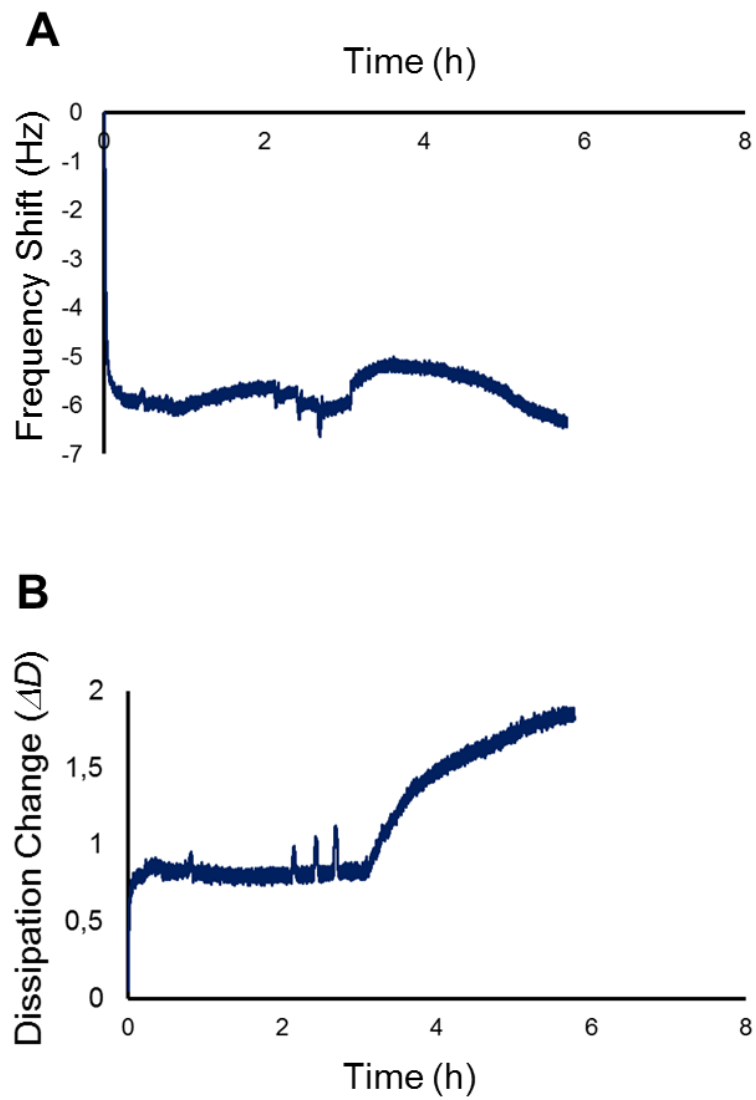 A
Time (h)
0
0 2 4 6 8
-1
-2
-3
-4
-5
-6
-7
Frequency Shift (Hz)
B
2
1,5
1
0,5
0
Dissipation Change (ΔD)
0 2 4 6 8
Time (h)